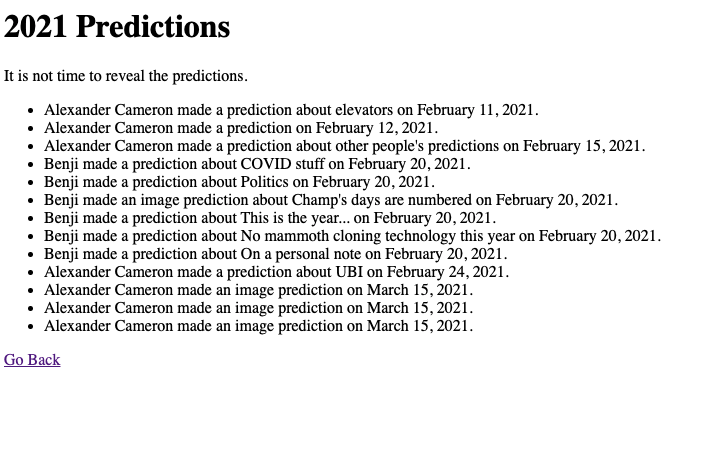 2021 Predictions
It is not time to reveal the predictions.
• Alexander Cameron made a prediction about elevators on February 11, 2021.
• Alexander Cameron made a prediction on February 12, 2021.
• Alexander Cameron made a prediction about other people's predictions on February 15, 2021.
• Benji made a prediction about COVID stuff on February 20, 2021.
• Benji made a prediction about Politics on February 20, 2021.
• Benji made an image prediction about Champ's days are numbered on February 20, 2021.
• Benji made a prediction about This is the year... on February 20, 2021.
• Benji made a prediction about No mammoth cloning technology this year on February 20, 2021.
• Benji made a prediction about On a personal note on February 20, 2021.
• Alexander Cameron made a prediction about UBI on February 24, 2021.
• Alexander Cameron made an image prediction on March 15, 2021.
• Alexander Cameron made an image prediction on March 15, 2021.
• Alexander Cameron made an image prediction on March 15, 2021.
Go Back